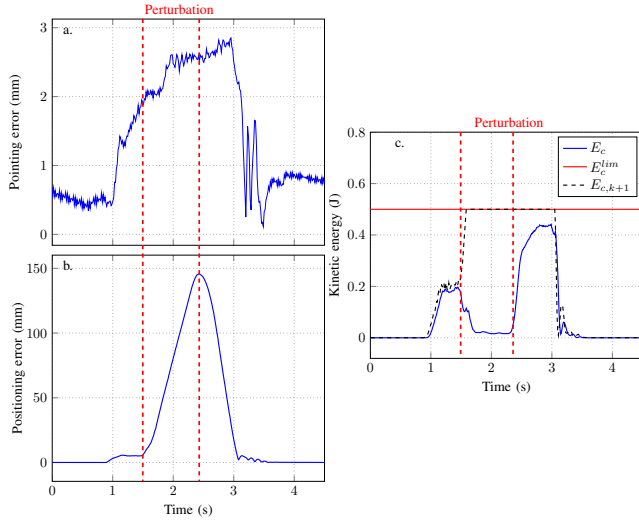 Perturbation
a.
3
2
1
0
Pointing error (mm)
b.
150
100
50
0
Positioning error (mm)
0 1 2 3 4
Time (s)
Perturbation
c.
E_c
E_c^{lim}
E_{c,k+1}
0.8
0.6
0.4
0.2
0
Kinetic energy (J)
0 1 2 3 4
Time (s)